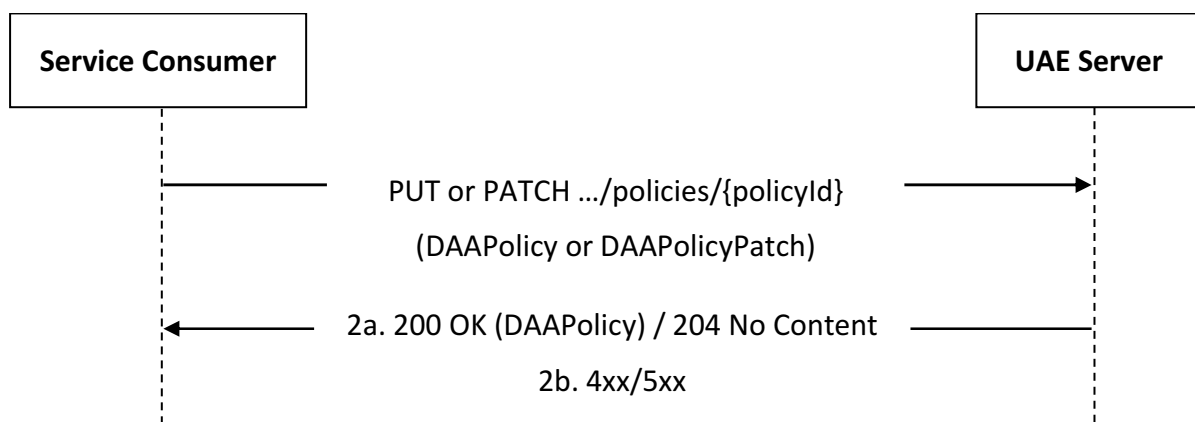 Service Consumer
UAE Server
PUT or PATCH …/policies/{policyId}
(DAAPolicy or DAAPolicyPatch)
2a. 200 OK (DAAPolicy) / 204 No Content
2b. 4xx/5xx